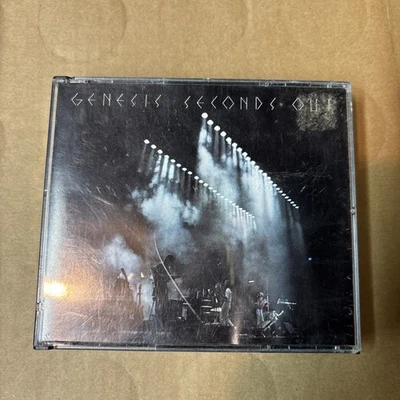 GENESIS SECONDS OUT